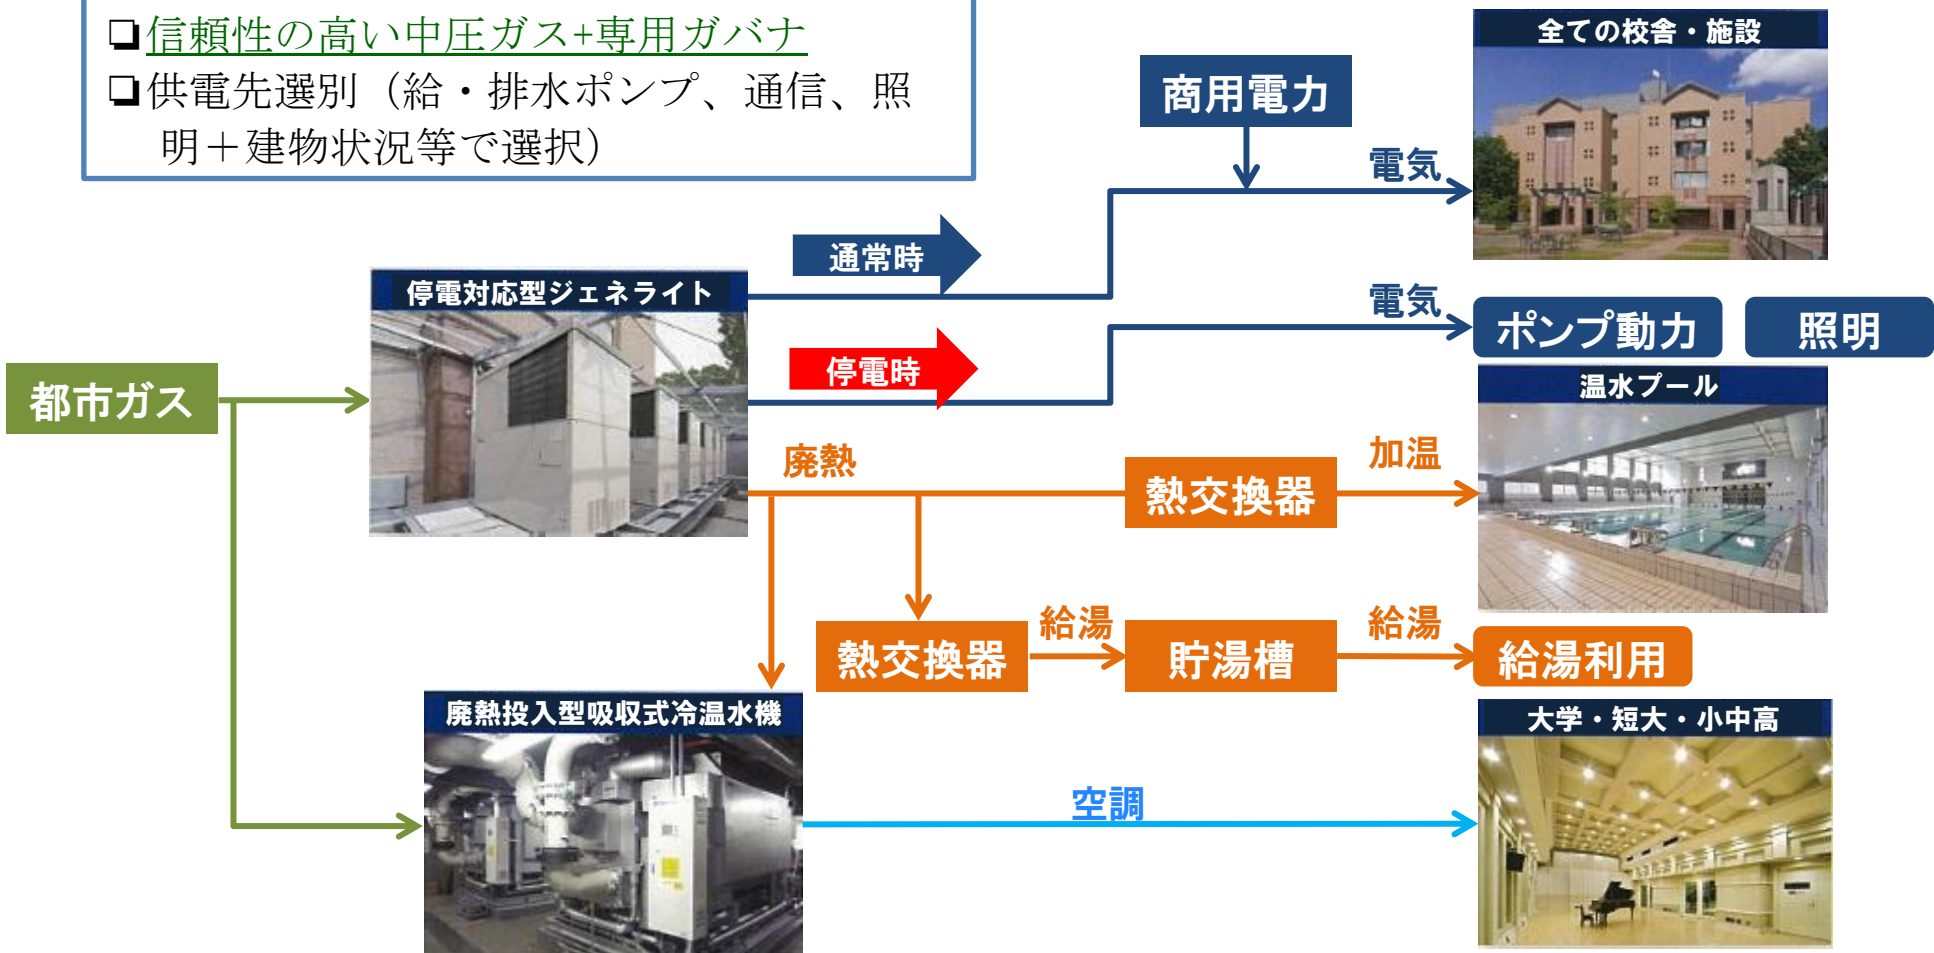 ❏信頼性の高い中圧ガス+専用ガバナ
❏供電先選別（給・排水ポンプ、通信、照
明＋建物状況等で選択）
全ての校舎・施設
商用電力
電気
通常時
停電対応型ジェネライト
電気
ポンプ動力
照明
停電時
都市ガス
温水プール
廃熱
熱交換器
加温
熱交換器
給湯
貯湯槽
給湯
給湯利用
廃熱投入型吸収式冷温水機
大学・短大・小中高
空調